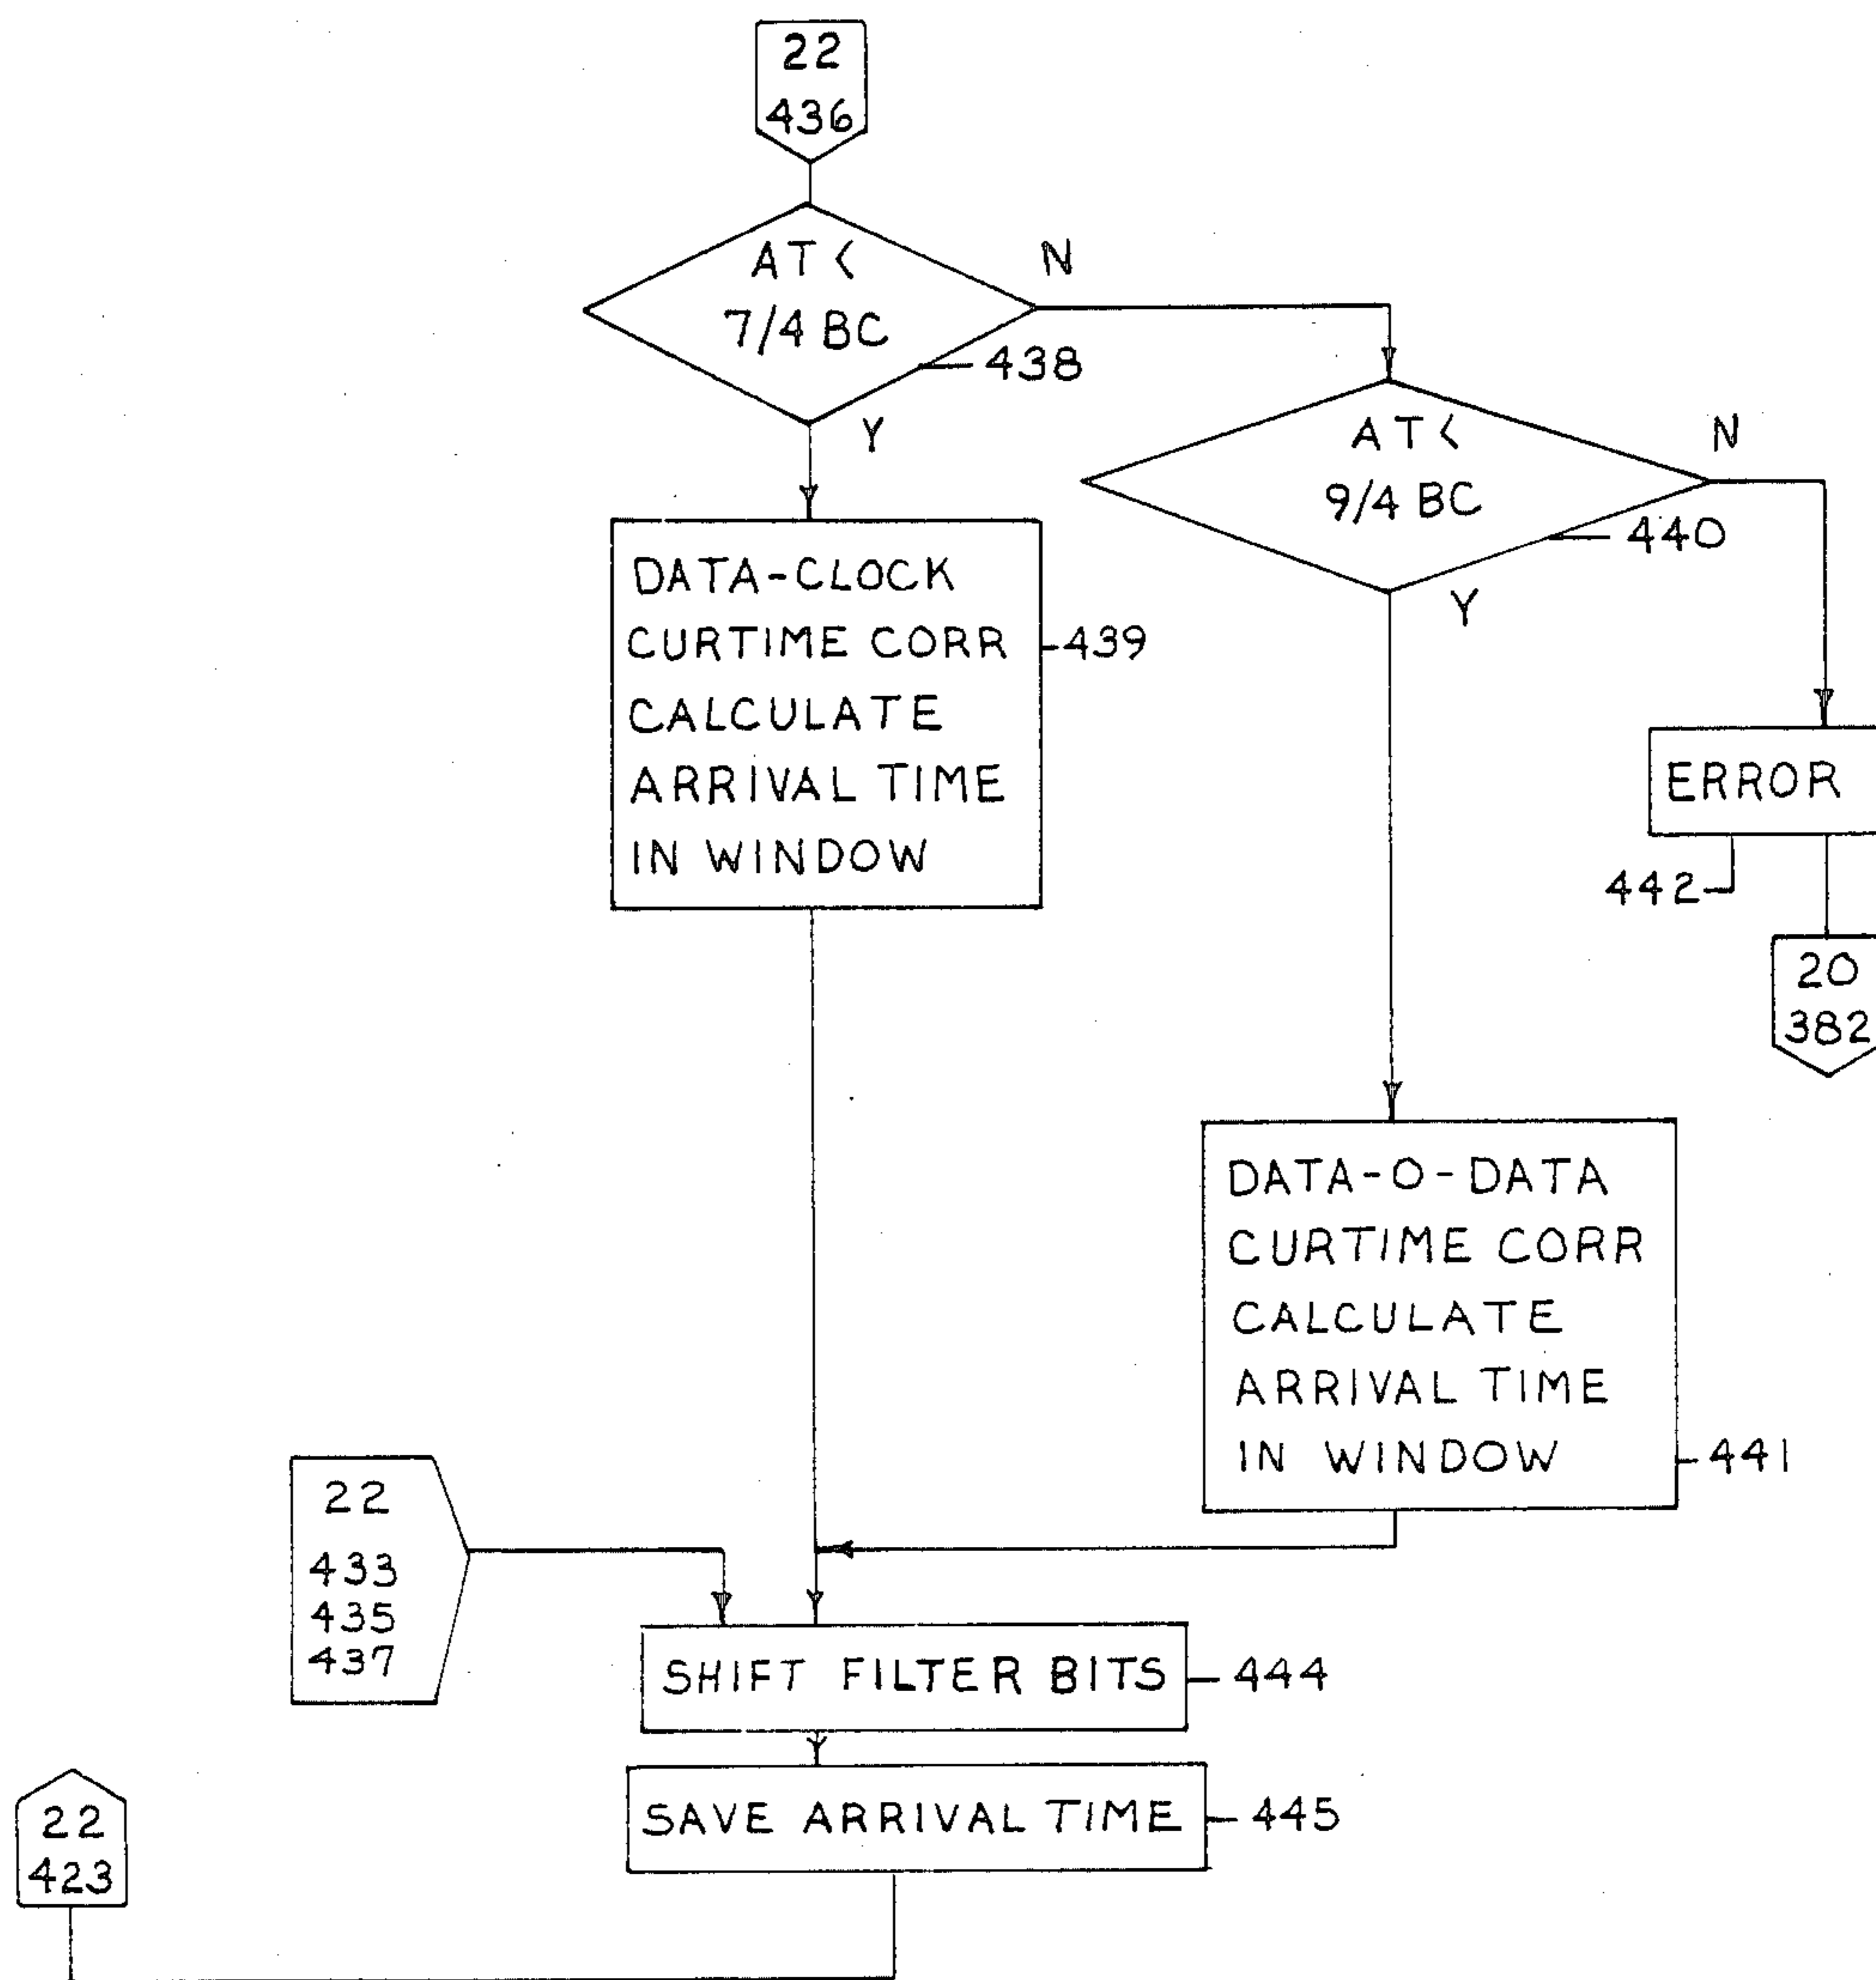 22
436
AT <
7/4 BC
N
438
Y
AT <
9/4 BC
N
440
Y
DATA-CLOCK
CURTIME CORR
CALCULATE
ARRIVAL TIME
IN WINDOW
439
ERROR
442
20
382
DATA-O-DATA
CURTIME CORR
CALCULATE
ARRIVAL TIME
IN WINDOW
441
22
433
435
437
SHIFT FILTER BITS
444
SAVE ARRIVAL TIME
445
22
423